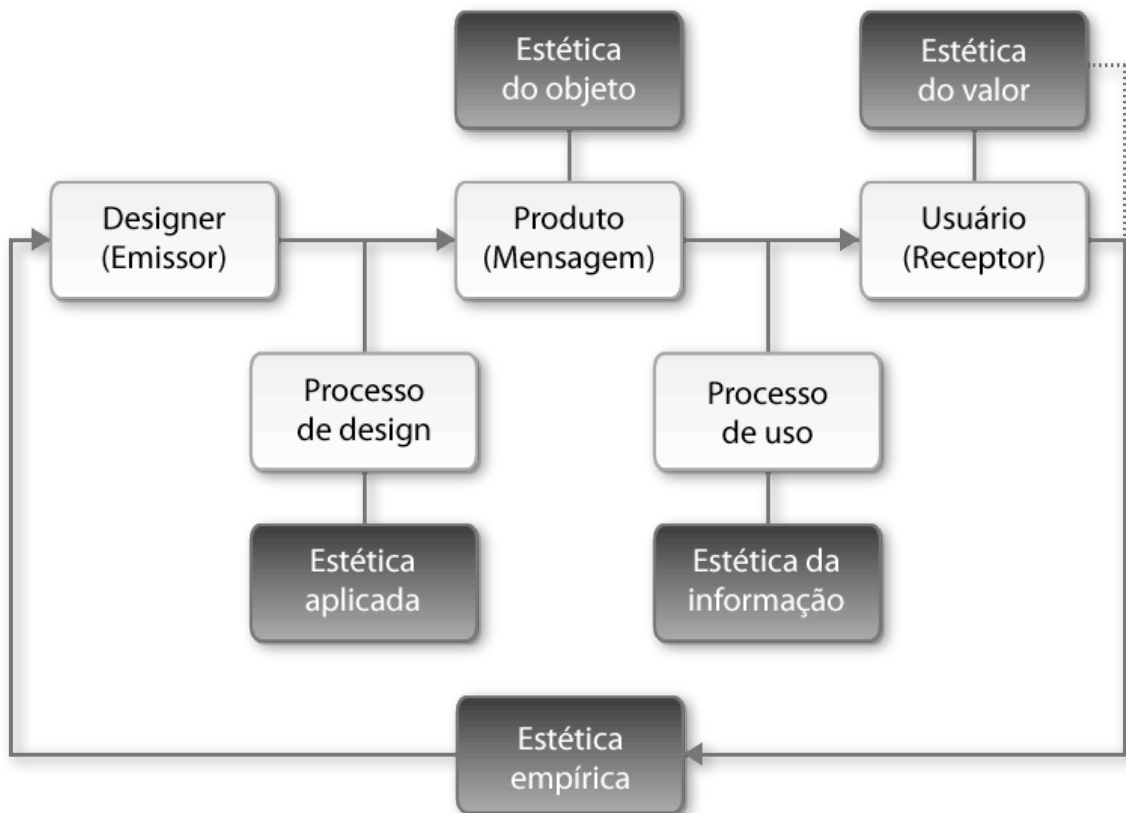 Estética
do objeto
Estética
do valor
Designer
(Emissor)
Produto
(Mensagem)
Usuário
(Receptor)
Processo
de design
Processo
de uso
Estética
aplicada
Estética da
informação
Estética
empírica